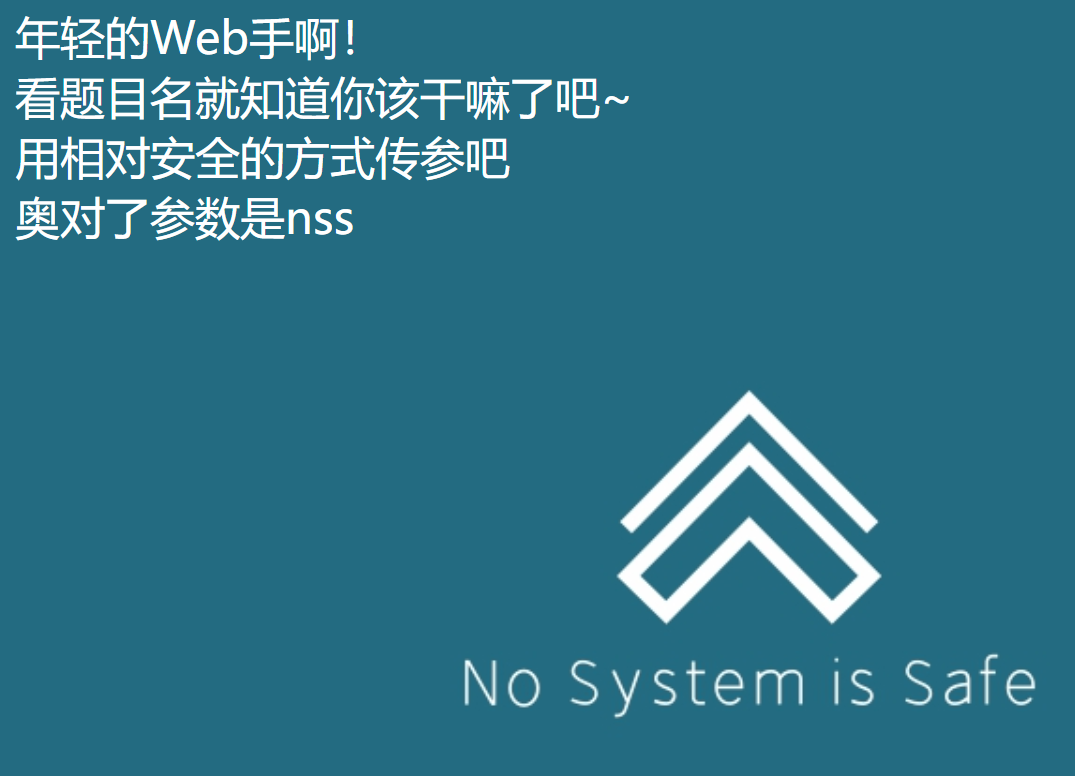 年轻的Web手啊！
看题目名就知道你该干嘛了吧~
用相对安全的方式传参吧
奥对了参数是nss
No System is Safe